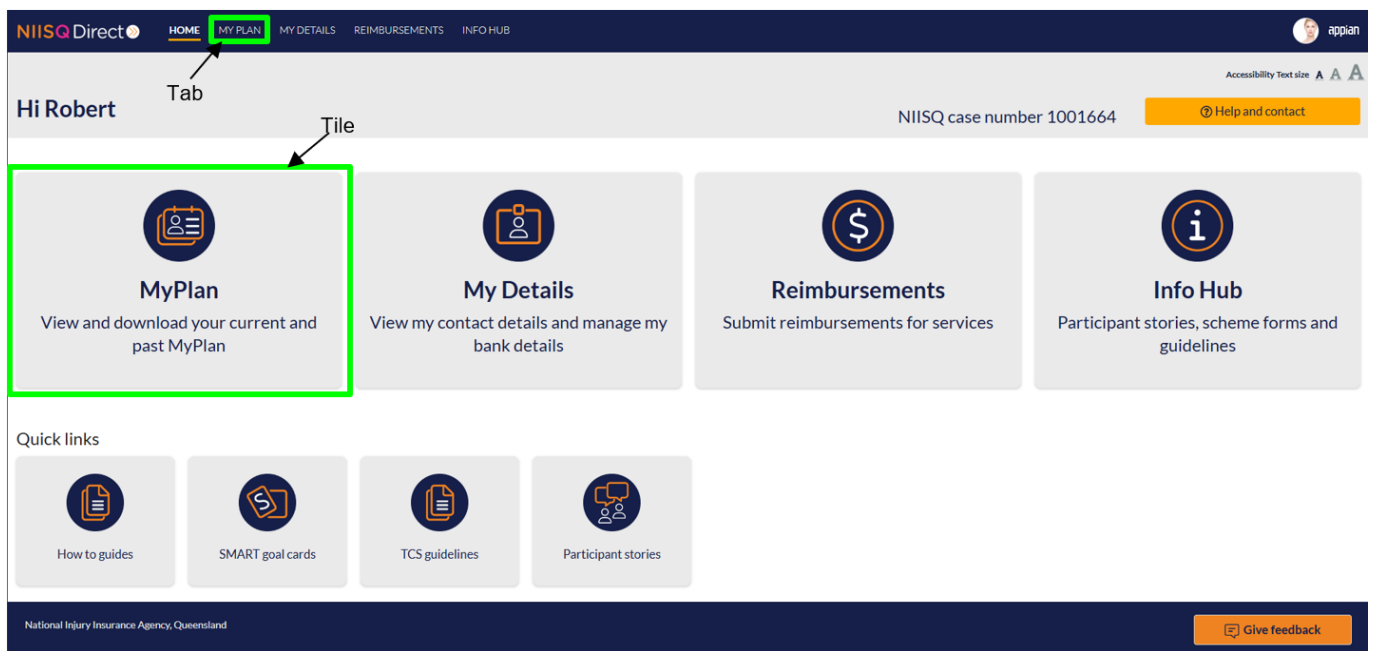 NIISQ Direct HOME MY PLAN MY DETAILS REIMBURSEMENTS INFO HUB appian
Accessibility Text size A A A
Tab
Hi Robert
NIISQ case number 1001664
Help and contact
Tile
MyPlan
View and download your current and
past MyPlan
My Details
View my contact details and manage my
bank details
Reimbursements
Submit reimbursements for services
Info Hub
Participant stories, scheme forms and
guidelines
Quick links
How to guides
SMART goal cards
TCS guidelines
Participant stories
National Injury Insurance Agency, Queensland
Give feedback